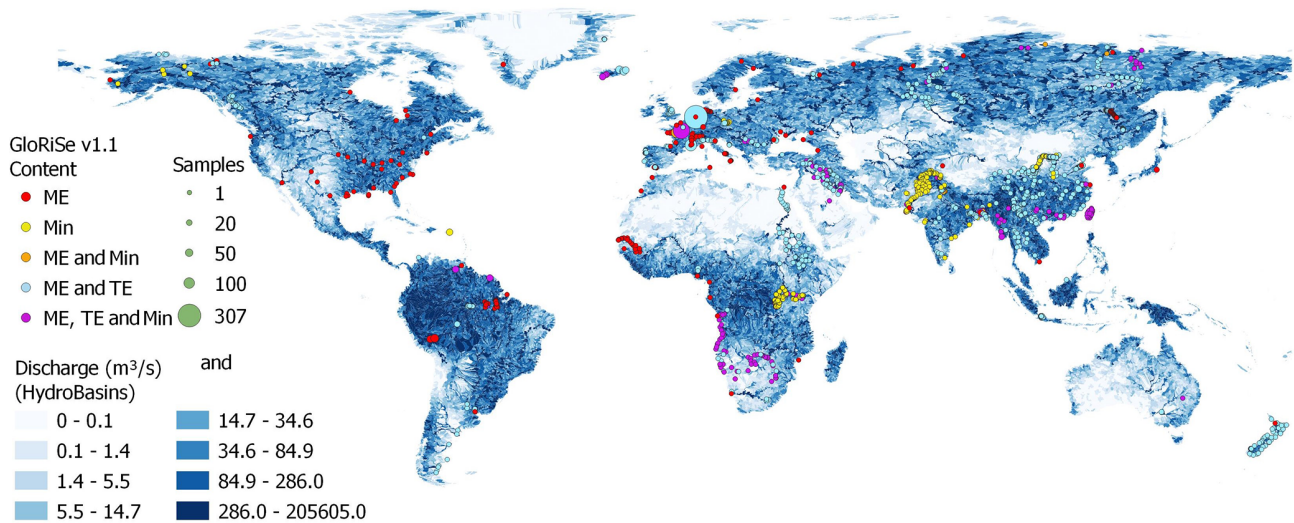 GloRiSe v1.1
Content
ME
Min
ME and Min
ME and TE
ME, TE and Min
Samples
1
20
50
100
307
and
Discharge (m³/s)
(HydroBasins)
0 - 0.1
0.1 - 1.4
1.4 - 5.5
5.5 - 14.7
14.7 - 34.6
34.6 - 84.9
84.9 - 286.0
286.0 - 205605.0